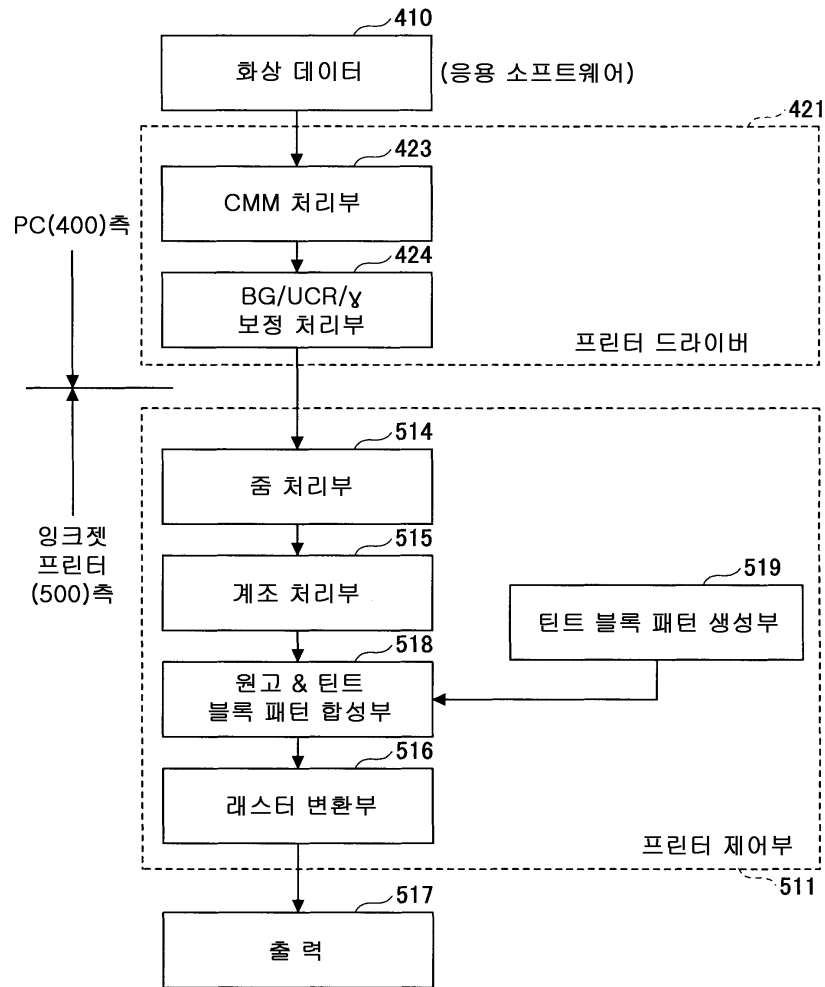 410
화상 데이터
(응용 소프트웨어)
421
423
CMM 처리부
PC(400)측
424
BG/UCR/ɣ
보정 처리부
프린터 드라이버
514
줌 처리부
잉크젯
프린터
(500)측
515
계조 처리부
519
틴트 블록 패턴 생성부
518
원고 & 틴트
블록 패턴 합성부
516
래스터 변환부
프린터 제어부
511
517
출 력